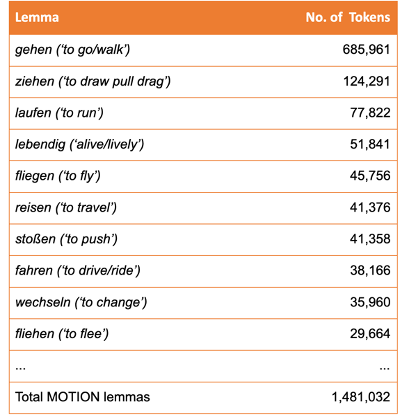 Lemma No. of Tokens
gehen (‘to go/walk’) 685,961
ziehen (‘to draw pull drag’) 124,291
laufen (‘to run’) 77,822
lebendig (‘alive/lively’) 51,841
fliegen (‘to fly’) 45,756
reisen (‘to travel’) 41,376
stoßen (‘to push’) 41,358
fahren (‘to drive/ride’) 38,166
wechseln (‘to change’) 35,960
fliehen (‘to flee’) 29,664
... ...
Total MOTION lemmas 1,481,032